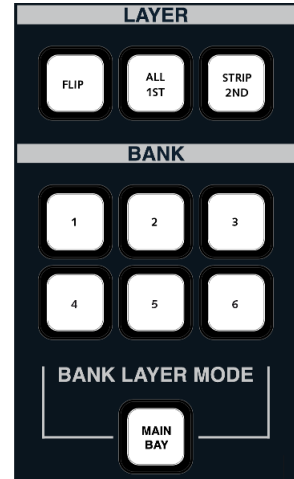 LAYER
FLIP
ALL
1ST
STRIP
2ND
BANK
1 2 3
4 5 6
BANK LAYER MODE
MAIN
BAY